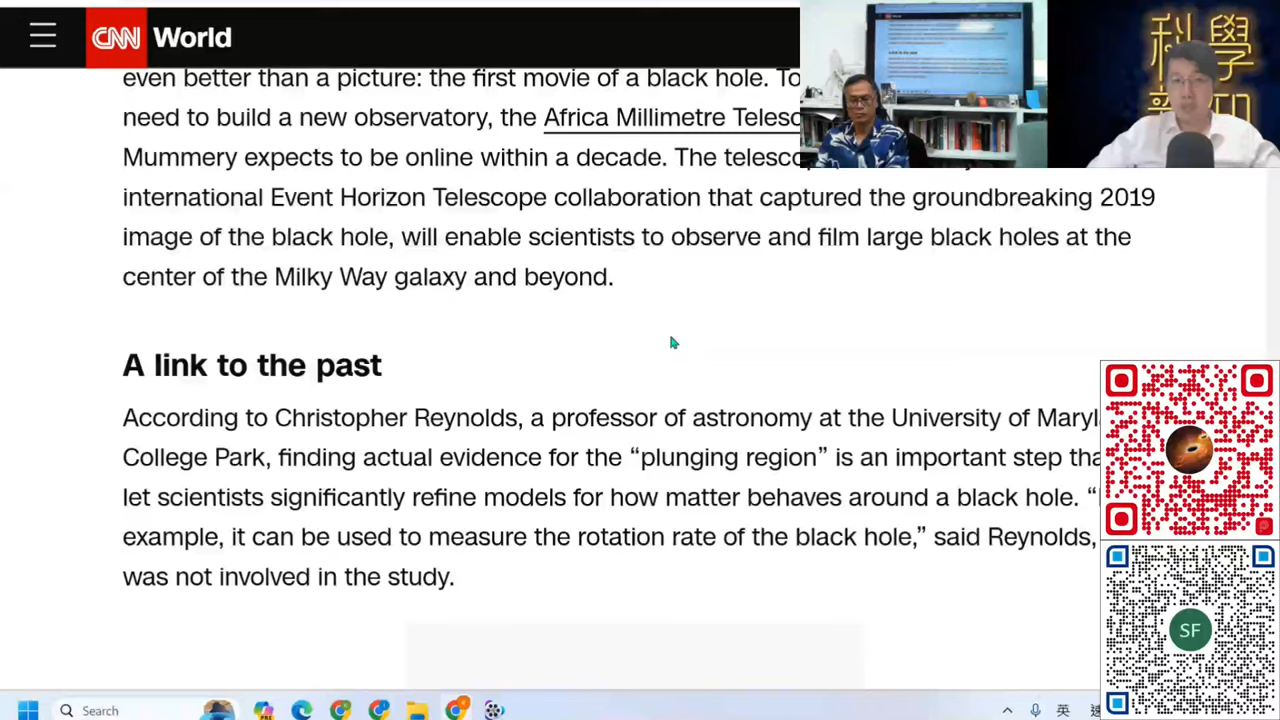 CNN World
even better than a picture: the first movie of a black hole. To
need to build a new observatory, the Africa Millimetre Telesc
Mummery expects to be online within a decade. The telescop
international Event Horizon Telescope collaboration that captured the groundbreaking 2019
image of the black hole, will enable scientists to observe and film large black holes at the
center of the Milky Way galaxy and beyond.
A link to the past
According to Christopher Reynolds, a professor of astronomy at the University of Maryl
College Park, finding actual evidence for the “plunging region” is an important step tha
let scientists significantly refine models for how matter behaves around a black hole. “
example, it can be used to measure the rotation rate of the black hole,” said Reynolds,
was not involved in the study.
科學
新知
SF
Search
英